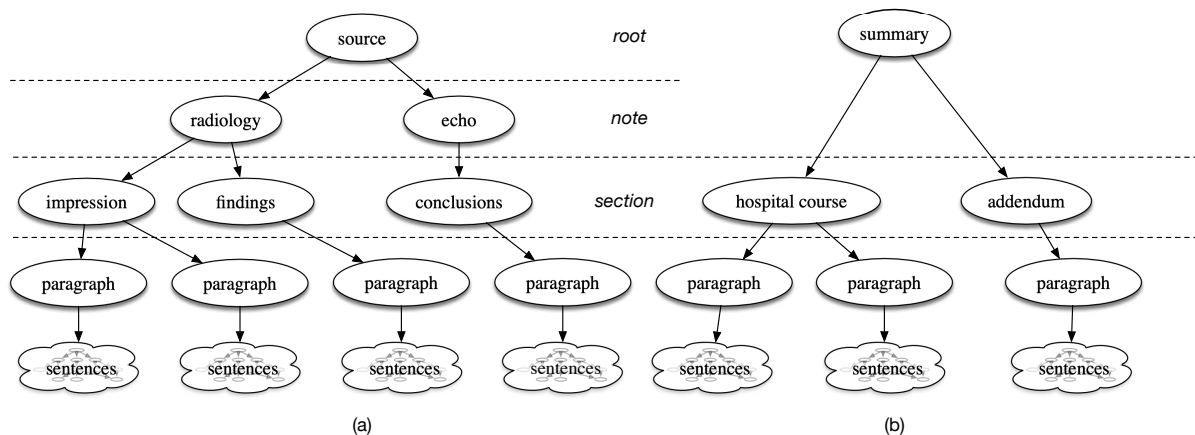 source root summary
radiology echo note
impression findings conclusions section hospital course addendum
paragraph paragraph paragraph paragraph paragraph paragraph paragraph
sentences sentences sentences sentences sentences sentences sentences
(a) (b)